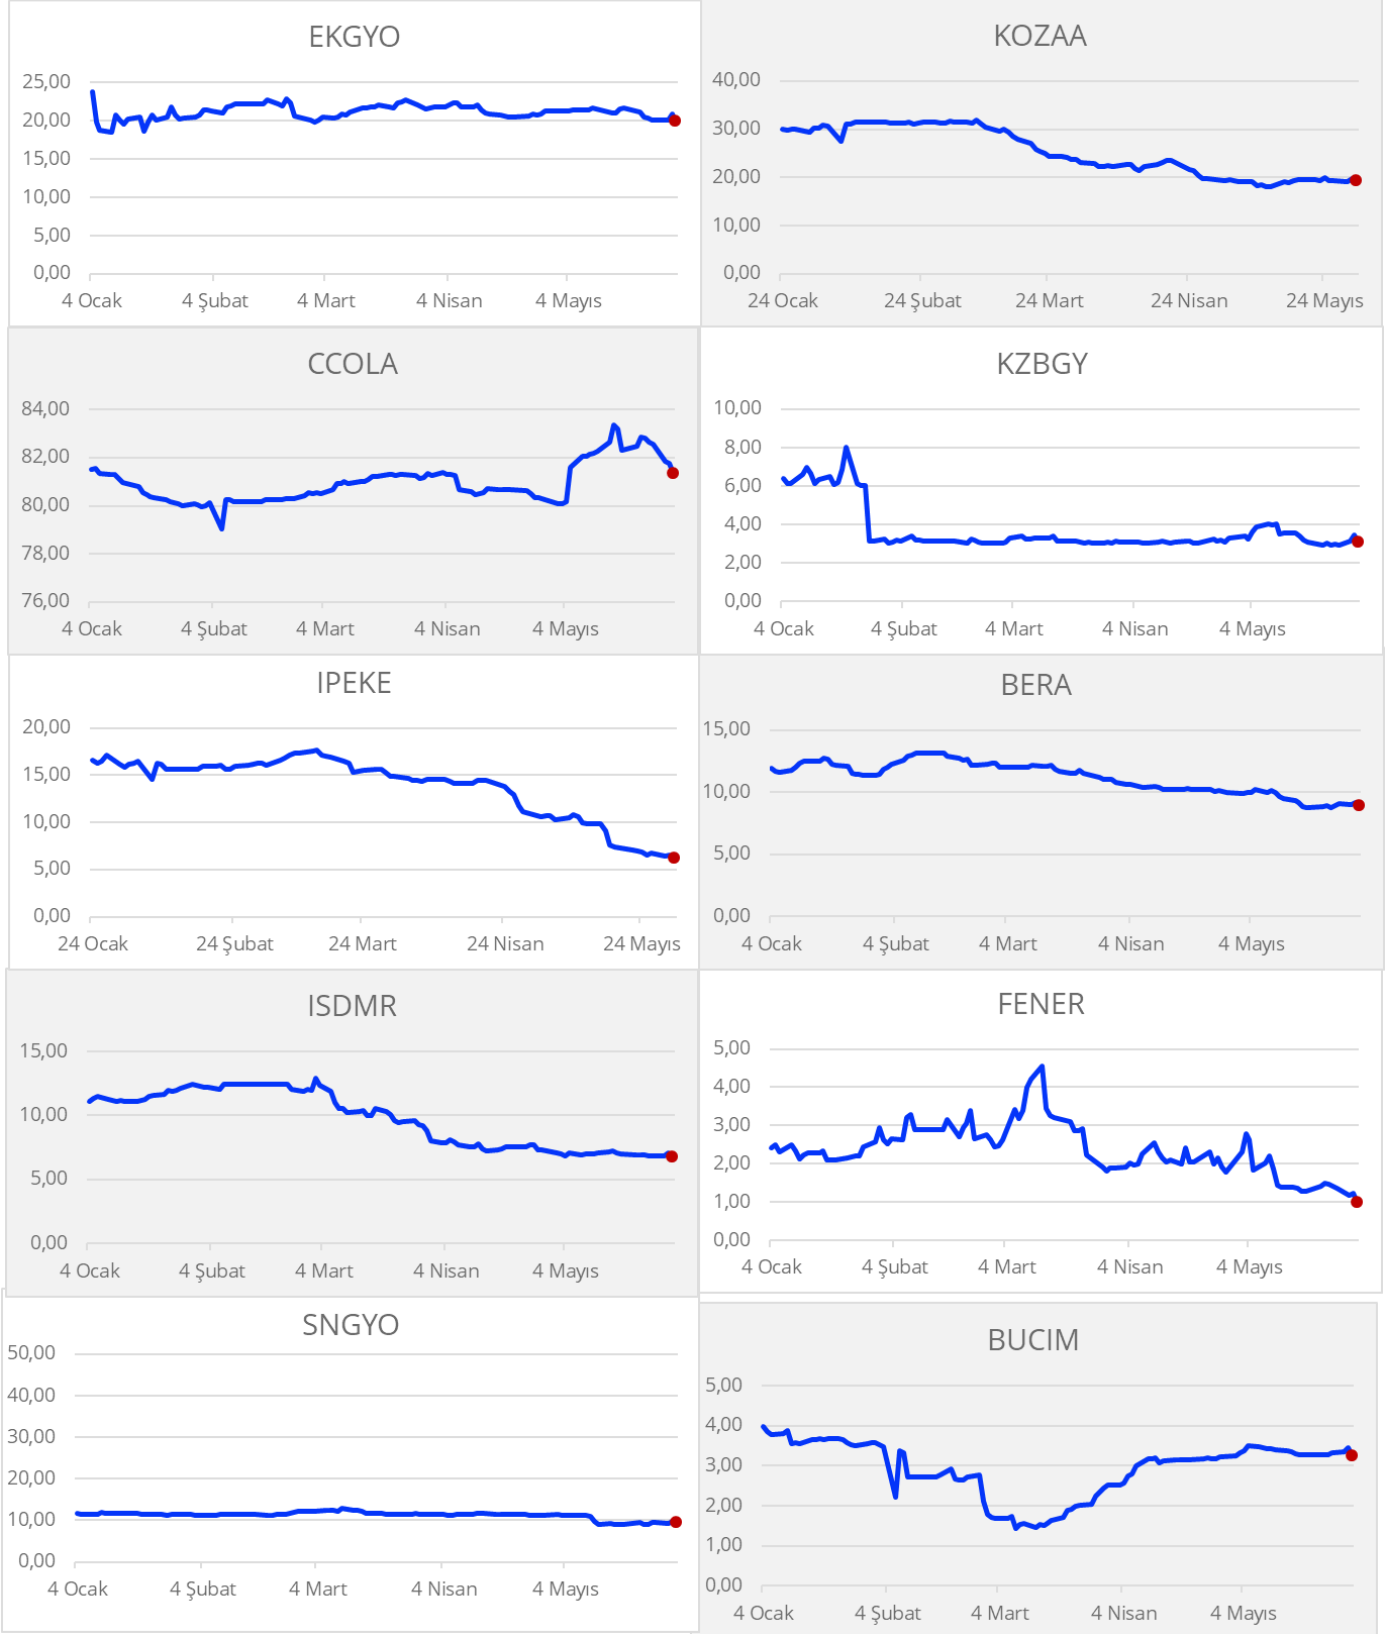 EKGYO
25,00
20,00
15,00
10,00
5,00
0,00
4 Ocak 4 Şubat 4 Mart 4 Nisan 4 Mayıs
KOZAA
40,00
30,00
20,00
10,00
0,00
24 Ocak 24 Şubat 24 Mart 24 Nisan 24 Mayıs
CCOLA
84,00
82,00
80,00
78,00
76,00
4 Ocak 4 Şubat 4 Mart 4 Nisan 4 Mayıs
KZBGY
10,00
8,00
6,00
4,00
2,00
0,00
4 Ocak 4 Şubat 4 Mart 4 Nisan 4 Mayıs
IPEKE
20,00
15,00
10,00
5,00
0,00
24 Ocak 24 Şubat 24 Mart 24 Nisan 24 Mayıs
BERA
15,00
10,00
5,00
0,00
4 Ocak 4 Şubat 4 Mart 4 Nisan 4 Mayıs
ISDMR
15,00
10,00
5,00
0,00
4 Ocak 4 Şubat 4 Mart 4 Nisan 4 Mayıs
FENER
5,00
4,00
3,00
2,00
1,00
0,00
4 Ocak 4 Şubat 4 Mart 4 Nisan 4 Mayıs
SNGYO
50,00
40,00
30,00
20,00
10,00
0,00
4 Ocak 4 Şubat 4 Mart 4 Nisan 4 Mayıs
BUCIM
5,00
4,00
3,00
2,00
1,00
0,00
4 Ocak 4 Şubat 4 Mart 4 Nisan 4 Mayıs